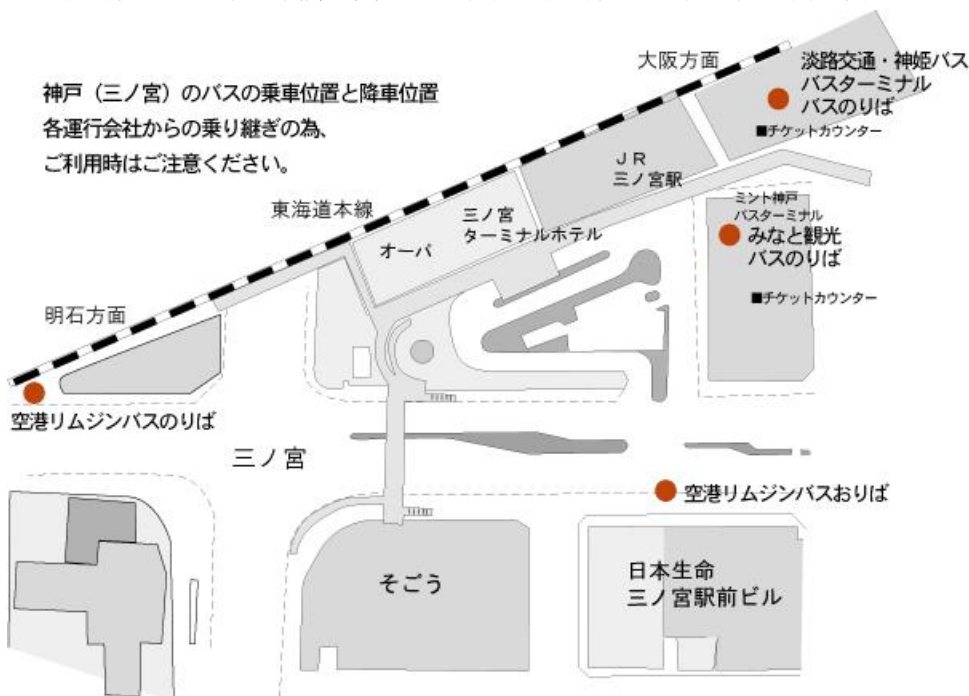 大阪方面
淡路交通・神姫バス
バスターミナル
バスのりば
■チケットカウンター
神戸（三ノ宮）のバスの乗車位置と降車位置
各運行会社からの乗り継ぎの為、
ご利用時はご注意ください。
ＪＲ
三ノ宮駅
東海道本線
三ノ宮
ターミナルホテル
オーパ
ミント神戸
バスターミナル
みなと観光
バスのりば
■チケットカウンター
明石方面
空港リムジンバスのりば
三ノ宮
空港リムジンバスおりば
そごう
日本生命
三ノ宮駅前ビル